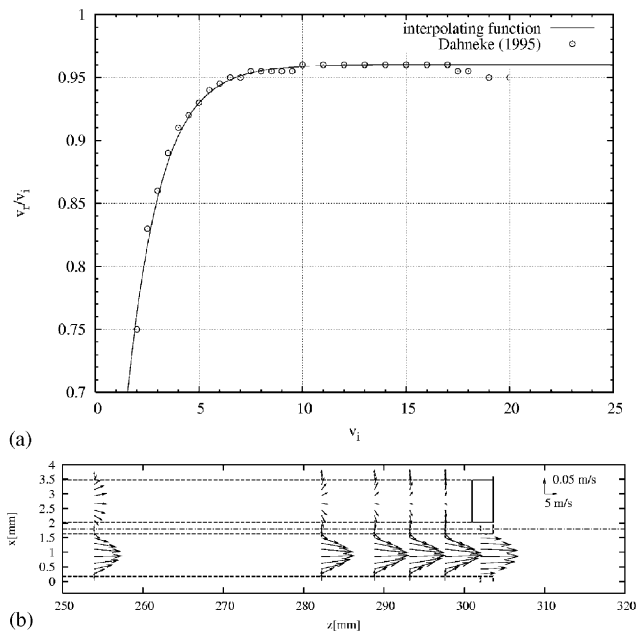 1
interpolating function
Dahneke (1995)
0.95
0.9
0.85
0.8
0.75
0.7
v_r/v_i
0 5 10 15 20 25
v_i
(a)
4
3.5
3
2.5
2
1.5
1
0.5
0
x[mm]
0.05 m/s
5 m/s
250 260 270 280 290 300 310 320
z[mm]
(b)